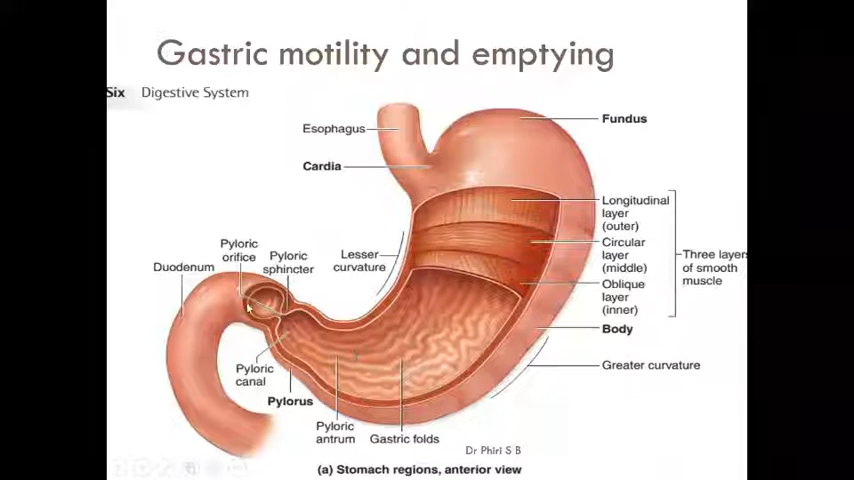 Gastric motility and emptying
Six Digestive System
Esophagus
Fundus
Cardia
Longitudinal
layer
(outer)
Circular
layer
(middle)
Oblique
layer
(inner)
Three layers
of smooth
muscle
Lesser
curvature
Pyloric
orifice
Pyloric
sphincter
Duodenum
Body
Greater curvature
Pyloric
canal
Pylorus
Pyloric
antrum
Gastric folds
Dr Phiri S B
(a) Stomach regions, anterior view